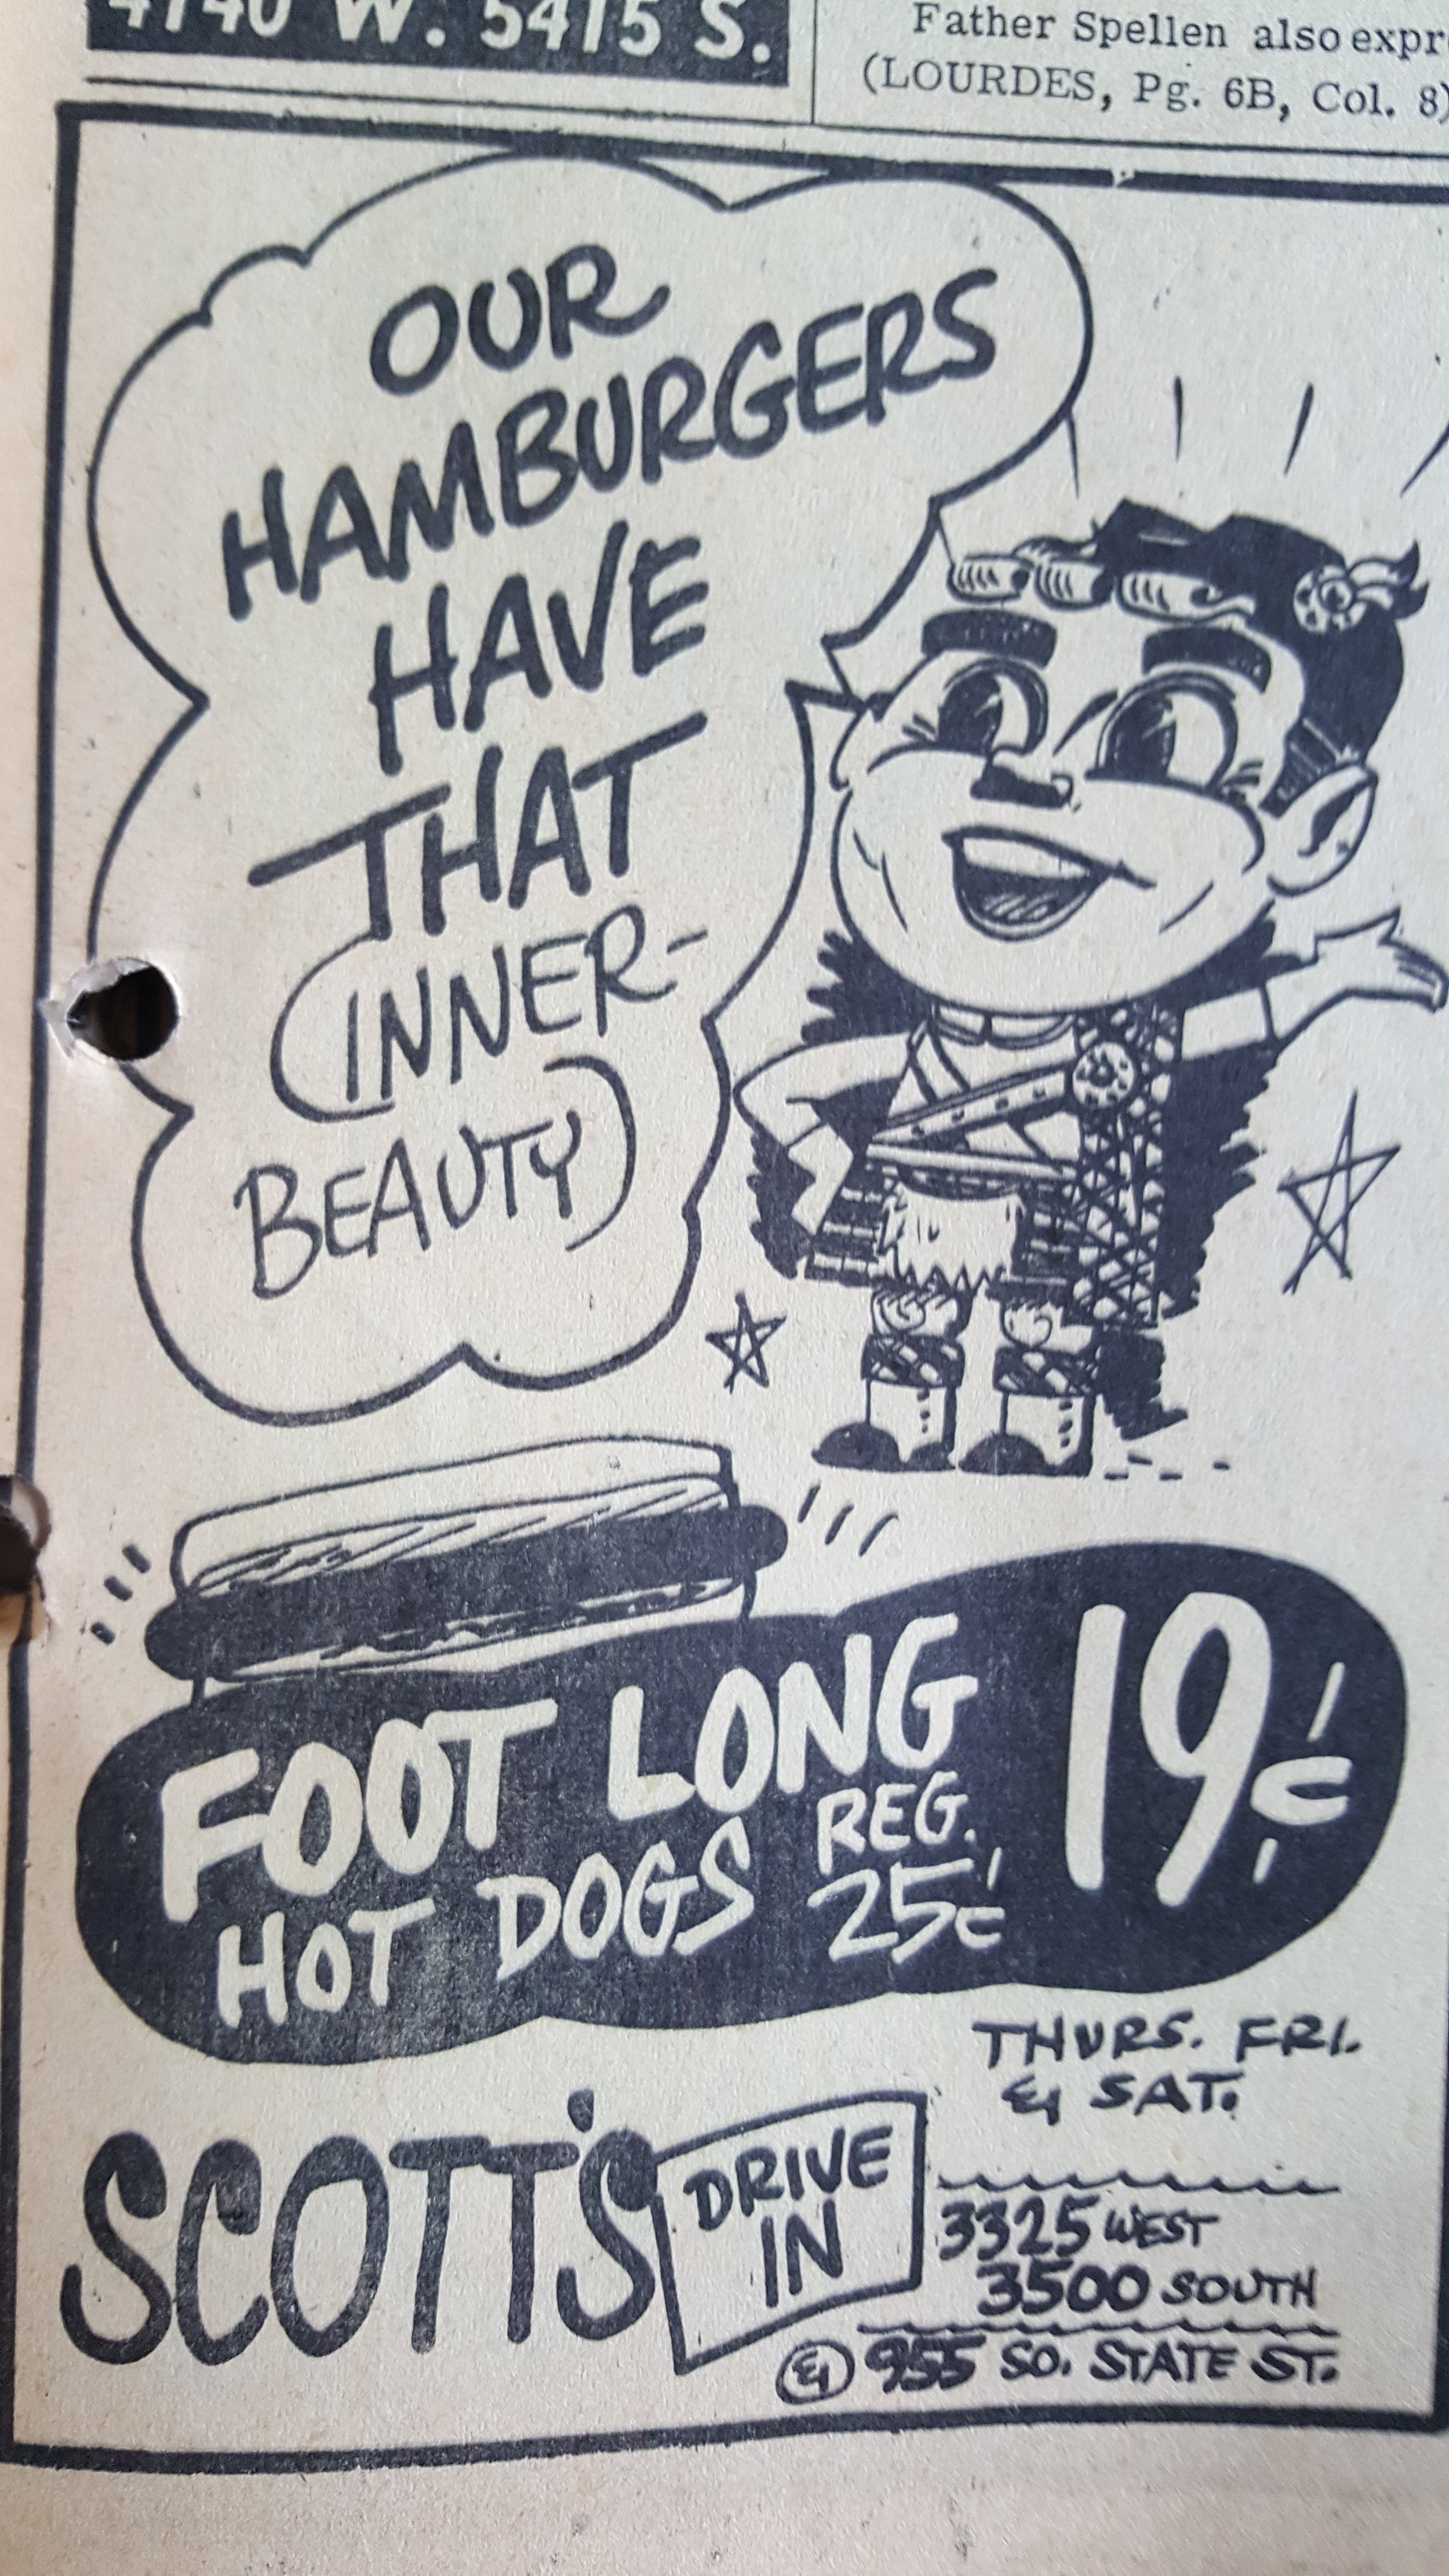 4740 W. 5415 S.
Father Spellen also expr
(LOURDES, Pg. 6B, Col. 8)
OUR
HAMBURGERS
HAVE
THAT
(INNER-
BEAUTY)
FOOT LONG
HOT DOGS
REG.
25¢
19¢
THURS. FRI.
& SAT.
SCOTT'S
DRIVE
IN
3325 WEST
3500 SOUTH
& 955 SO. STATE ST.